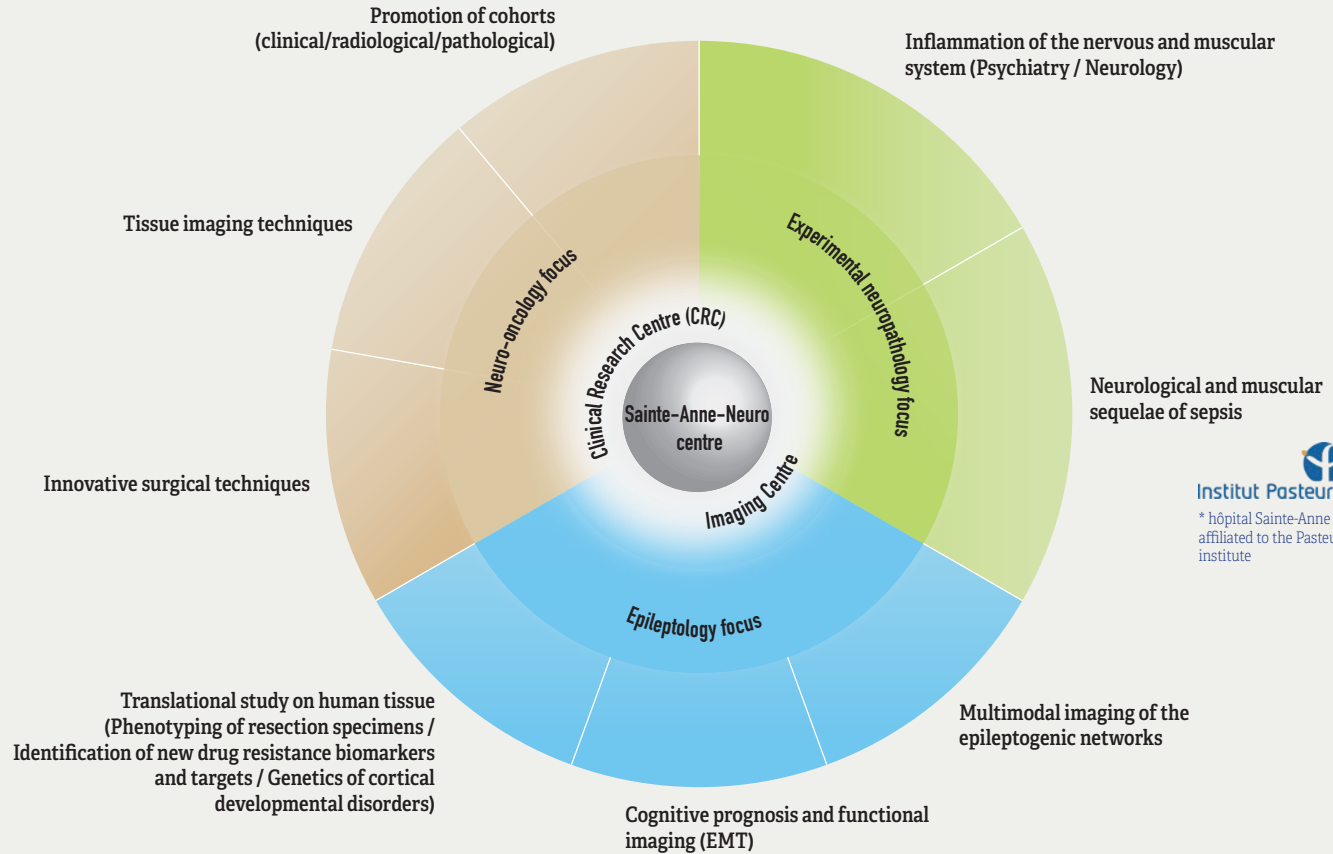 Promotion of cohorts
(clinical/radiological/pathological)
Inflammation of the nervous and muscular
system (Psychiatry / Neurology)
Tissue imaging techniques
Neuro-oncology focus
Experimental neuropathology focus
Clinical Research Centre (CRC)
Sainte-Anne-Neuro
centre
Imaging Centre
Neurological and muscular
sequelae of sepsis
Innovative surgical techniques
Institut Pasteur
* hôpital Sainte-Anne
affiliated to the Pasteu
institute
Epileptology focus
Translational study on human tissue
(Phenotyping of resection specimens /
Identification of new drug resistance biomarkers
and targets / Genetics of cortical
developmental disorders)
Multimodal imaging of the
epileptogenic networks
Cognitive prognosis and functional
imaging (EMT)